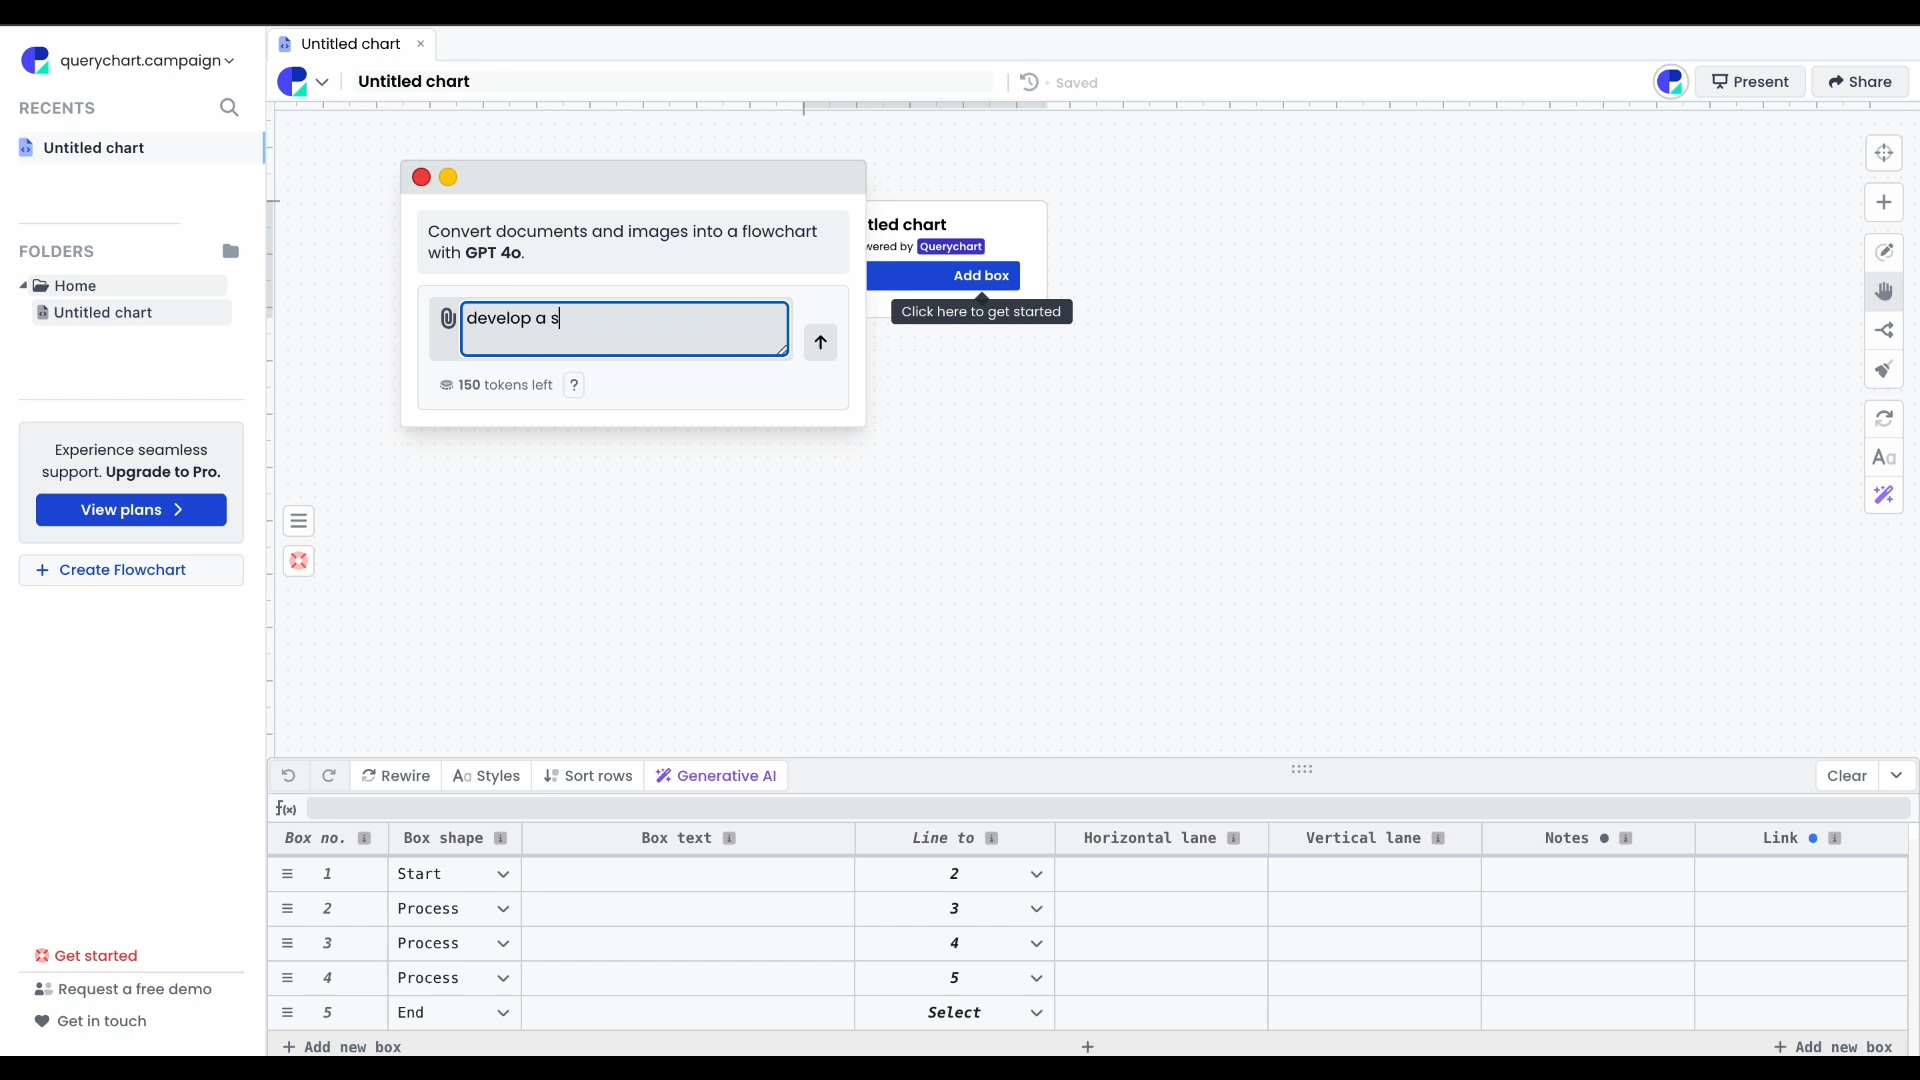 querychart.campaign
RECENTS
Untitled chart
FOLDERS
Home
Untitled chart
Experience seamless
support. Upgrade to Pro.
View plans
+ Create Flowchart
Get started
Request a free demo
Get in touch
Untitled chart ×
Untitled chart
• Saved
Present
Share
Convert documents and images into a flowchart
with GPT 4o.
develop a s
150 tokens left ?
tled chart
wered by Querychart
Add box
Click here to get started
Aa
Rewire
Aa Styles
Sort rows
Generative AI
Clear
f(x)
Box no. i Box shape i Box text i Line to i Horizontal lane i Vertical lane i Notes i Link i
1 Start 2
2 Process 3
3 Process 4
4 Process 5
5 End Select
+ Add new box + + Add new box